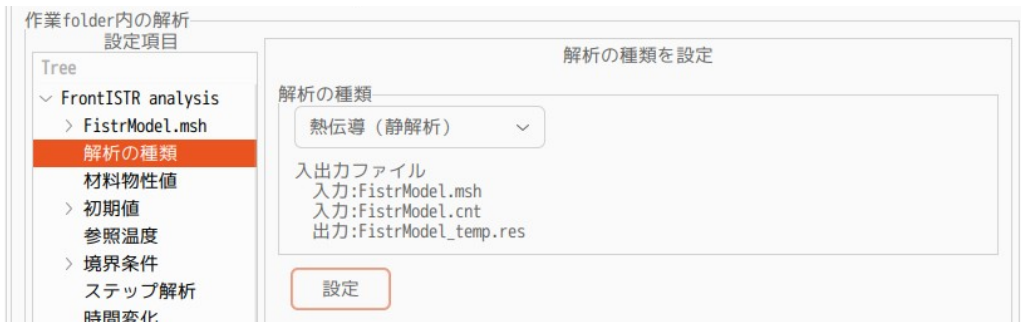 作業folder内の解析
設定項目
Tree
FrontISTR analysis
FistrModel.msh
解析の種類
材料物性値
初期値
参照温度
境界条件
ステップ解析
時間変化
解析の種類を設定
解析の種類
熱伝導（静解析）
入出力ファイル
入力:FistrModel.msh
入力:FistrModel.cnt
出力:FistrModel_temp.res
設定